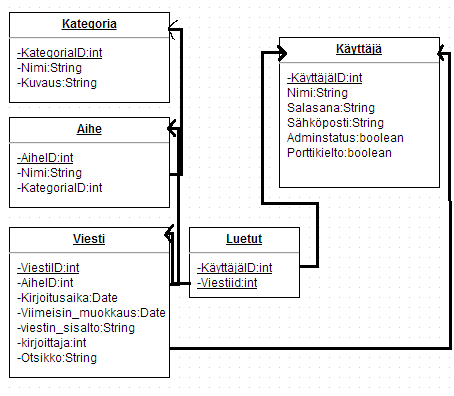 Kategoria
-KategoriaID:int
-Nimi:String
-Kuvaus:String
Aihe
-AiheID:int
-Nimi:String
-KategoriaID:int
Viesti
-ViestiID:int
-AiheID:int
-Kirjoitusaika:Date
-Viimeisin_muokkaus:Date
-viestin_sisalto:String
-kirjoittaja:int
-Otsikko:String
Luetut
-KäyttäjäID:int
-Viestiid:int
Käyttäjä
-KäyttäjäID:int
Nimi:String
Salasana:String
Sähköposti:String
Adminstatus:boolean
Porttikielto:boolean